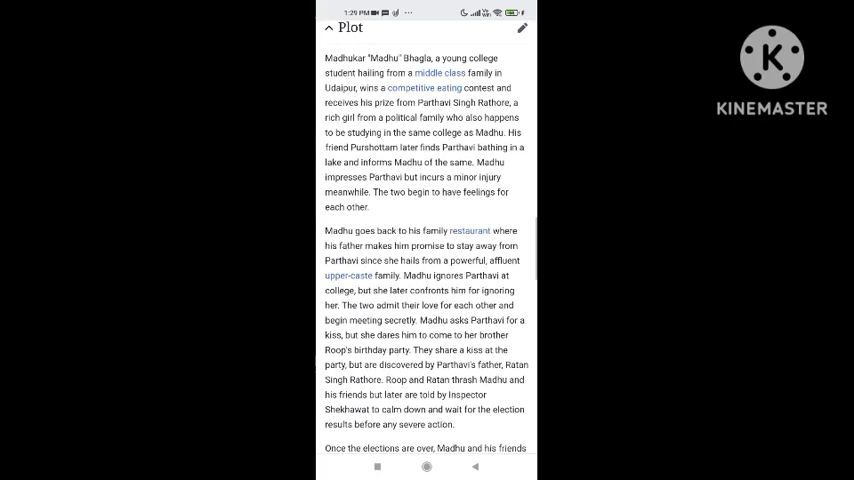 1:29 PM
Plot
Madhukar "Madhu" Bhagla, a young college
student hailing from a middle class family in
Udaipur, wins a competitive eating contest and
receives his prize from Parthavi Singh Rathore, a
rich girl from a political family who also happens
to be studying in the same college as Madhu. His
friend Purshottam later finds Parthavi bathing in a
lake and informs Madhu of the same. Madhu
impresses Parthavi but incurs a minor injury
meanwhile. The two begin to have feelings for
each other.
Madhu goes back to his family restaurant where
his father makes him promise to stay away from
Parthavi since she hails from a powerful, affluent
upper-caste family. Madhu ignores Parthavi at
college, but she later confronts him for ignoring
her. The two admit their love for each other and
begin meeting secretly. Madhu asks Parthavi for a
kiss, but she dares him to come to her brother
Roop's birthday party. They share a kiss at the
party, but are discovered by Parthavi's father, Ratan
Singh Rathore. Roop and Ratan thrash Madhu and
his friends but later are told by Inspector
Shekhawat to calm down and wait for the election
results before any severe action.
Once the elections are over, Madhu and his friends
K
KINEMASTER